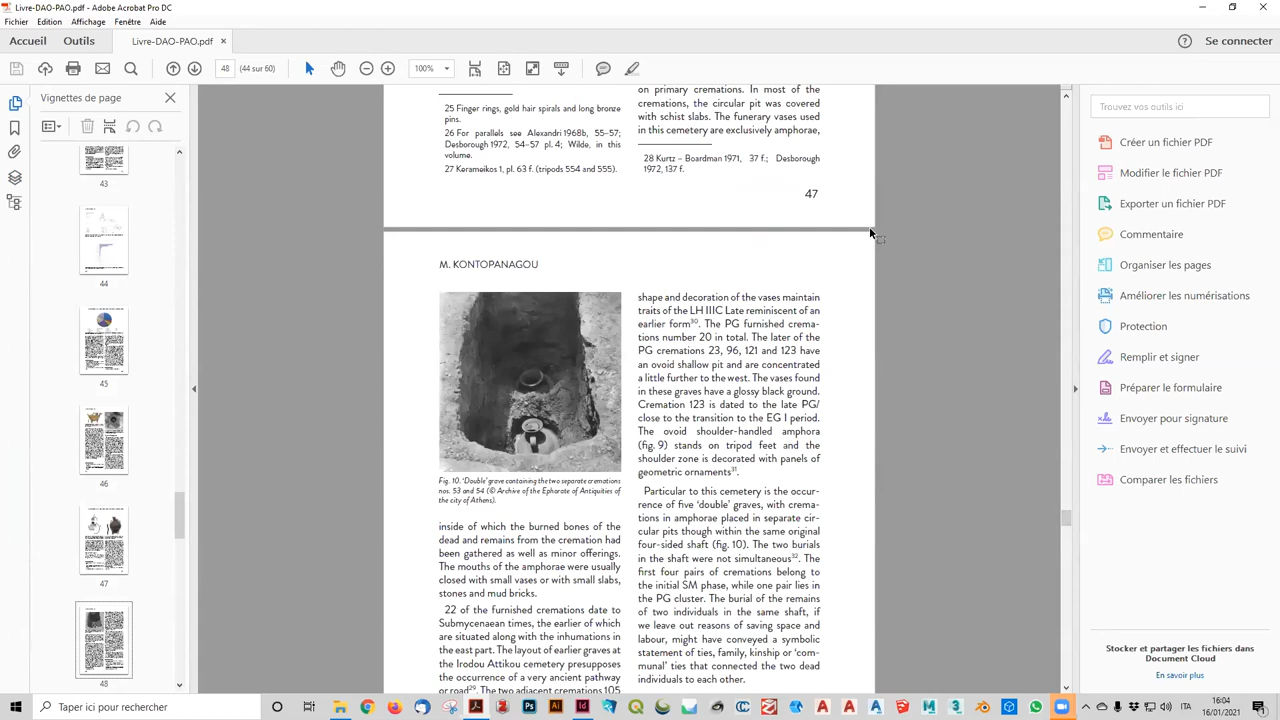 Livre-DAO-PAO.pdf - Adobe Acrobat Pro DC
Fichier Edition Affichage Fenêtre Aide
Accueil Outils Livre-DAO-PAO.pdf × Se connecter
48 (44 sur 60) 100%
Vignettes de page
43
44
45
46
47
48
25 Finger rings, gold hair spirals and long bronze
pins.
26 For parallels see Alexandri 1968b, 55–57;
Desborough 1972, 54–57 pl. 4; Wilde, in this
volume.
27 Kerameikos 1, pl. 63 f. (tripods 554 and 555).
on primary cremations. In most of the
cremations, the circular pit was covered
with schist slabs. The funerary vases used
in this cemetery are exclusively amphorae,
28 Kurtz – Boardman 1971, 37 f.; Desborough
1972, 137 f.
47
M. KONTOPANAGOU
Fig. 10. 'Double' grave containing the two separate cremations
nos. 53 and 54 (© Archive of the Ephorate of Antiquities of
the city of Athens).
inside of which the burned bones of the
dead and remains from the cremation had
been gathered as well as minor offerings.
The mouths of the amphorae were usually
closed with small vases or with small slabs,
stones and mud bricks.
22 of the furnished cremations date to
Submycenaean times, the earlier of which
are situated along with the inhumations in
the east part. The layout of earlier graves at
the Irodou Attikou cemetery presupposes
the occurrence of a very ancient pathway
or road29. The two adjacent cremations 105
shape and decoration of the vases maintain
traits of the LH IIIC Late reminiscent of an
earlier form30. The PG furnished crema-
tions number 20 in total. The later of the
PG cremations 23, 96, 121 and 123 have
an ovoid shallow pit and are concentrated
a little further to the west. The vases found
in these graves have a glossy black ground.
Cremation 123 is dated to the late PG/
close to the transition to the EG I period.
The ovoid shoulder-handled amphora
(fig. 9) stands on tripod feet and the
shoulder zone is decorated with panels of
geometric ornaments31.
Particular to this cemetery is the occur-
rence of five 'double' graves, with crema-
tions in amphorae placed in separate cir-
cular pits though within the same original
four-sided shaft (fig. 10). The two burials
in the shaft were not simultaneous32. The
first four pairs of cremations belong to
the initial SM phase, while one pair lies in
the PG cluster. The burial of the remains
of two individuals in the same shaft, if
we leave out reasons of saving space and
labour, might have conveyed a symbolic
statement of ties, family, kinship or 'com-
munal' ties that connected the two dead
individuals to each other.
Trouvez vos outils ici
Créer un fichier PDF
Modifier le fichier PDF
Exporter un fichier PDF
Commentaire
Organiser les pages
Améliorer les numérisations
Protection
Remplir et signer
Préparer le formulaire
Envoyer pour signature
Envoyer et effectuer le suivi
Comparer les fichiers
Stocker et partager les fichiers dans
Document Cloud
En savoir plus
Taper ici pour rechercher
ITA
16:04
16/01/2021